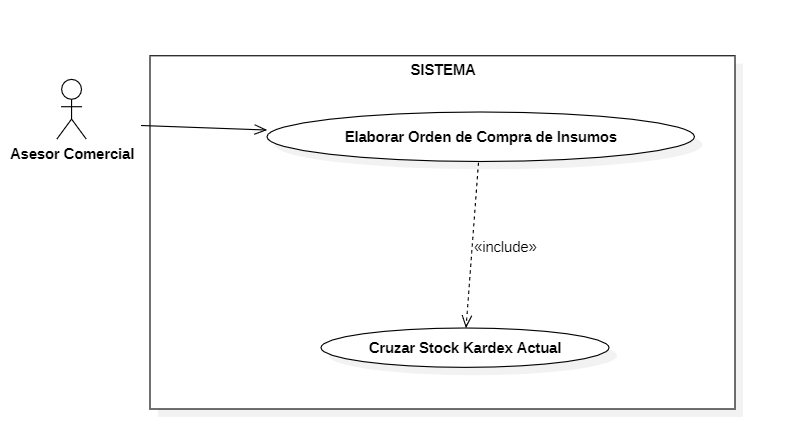 SISTEMA
Elaborar Orden de Compra de Insumos
Asesor Comercial
«include»
Cruzar Stock Kardex Actual